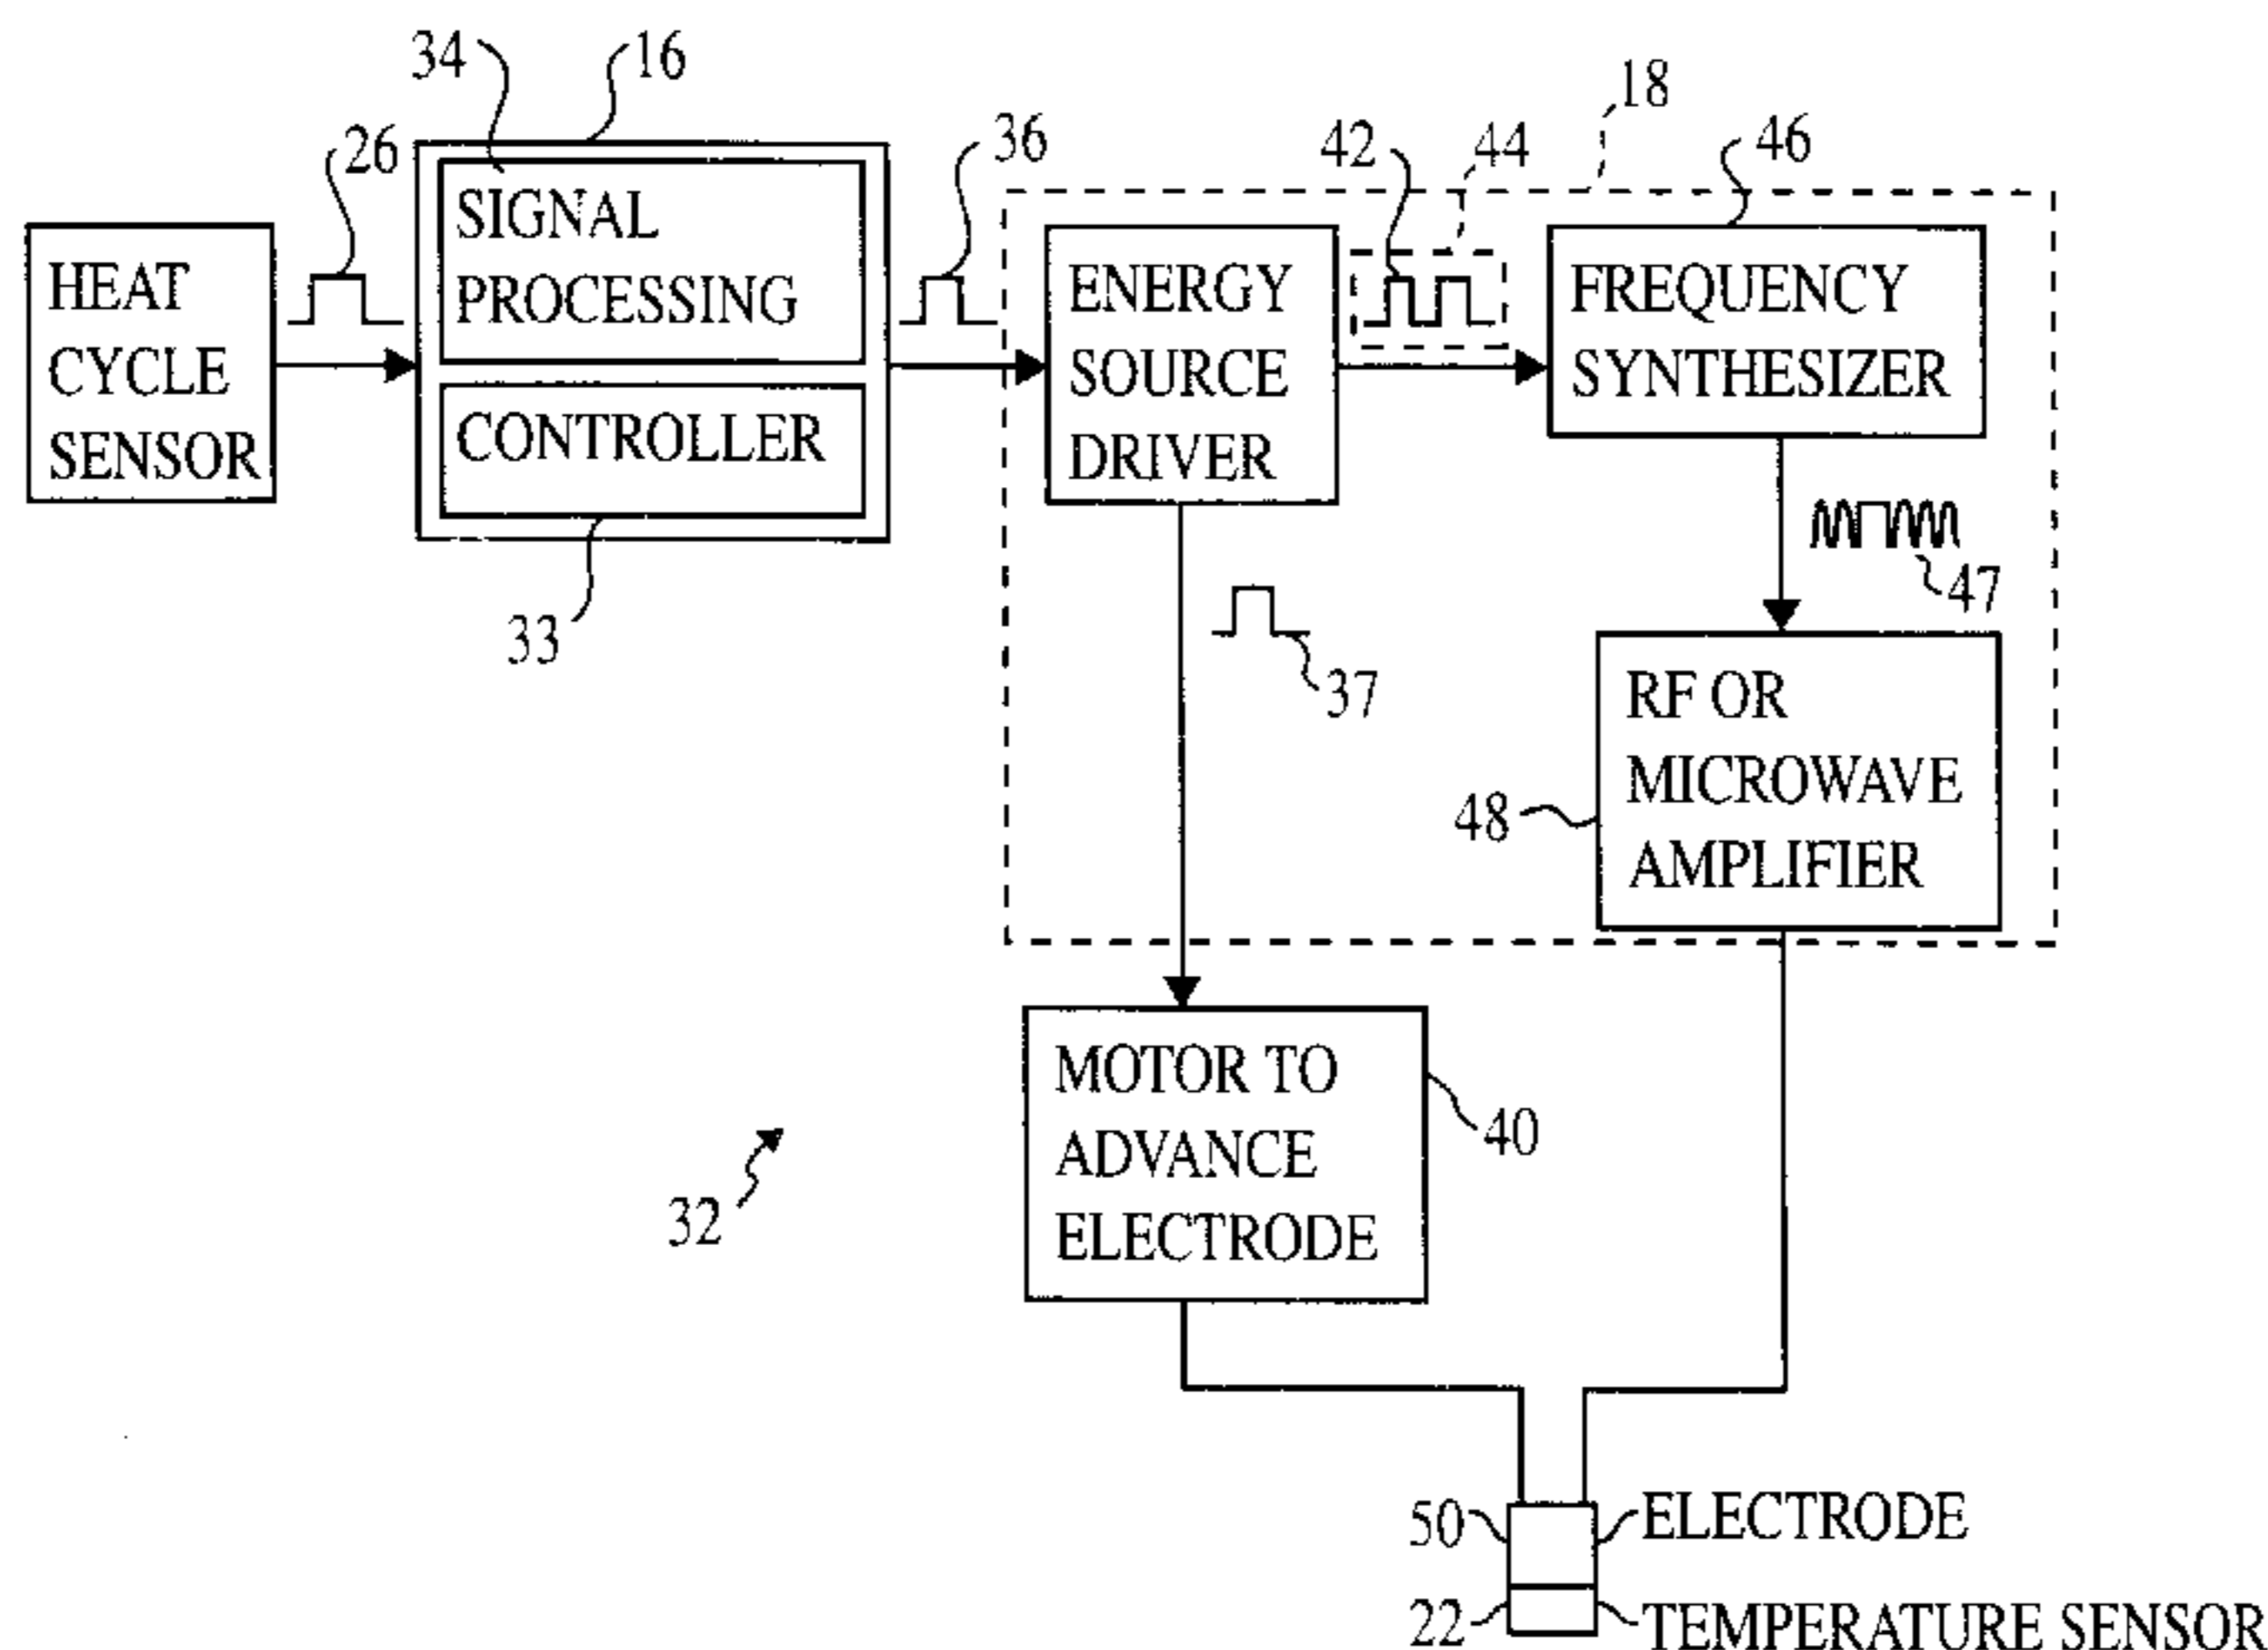 34
16
18
26
36
42
44
46
HEAT
CYCLE
SENSOR
SIGNAL
PROCESSING
CONTROLLER
ENERGY
SOURCE
DRIVER
FREQUENCY
SYNTHESIZER
33
37
47
RF OR
MICROWAVE
AMPLIFIER
48
MOTOR TO
ADVANCE
ELECTRODE
40
32
50
ELECTRODE
22
TEMPERATURE SENSOR